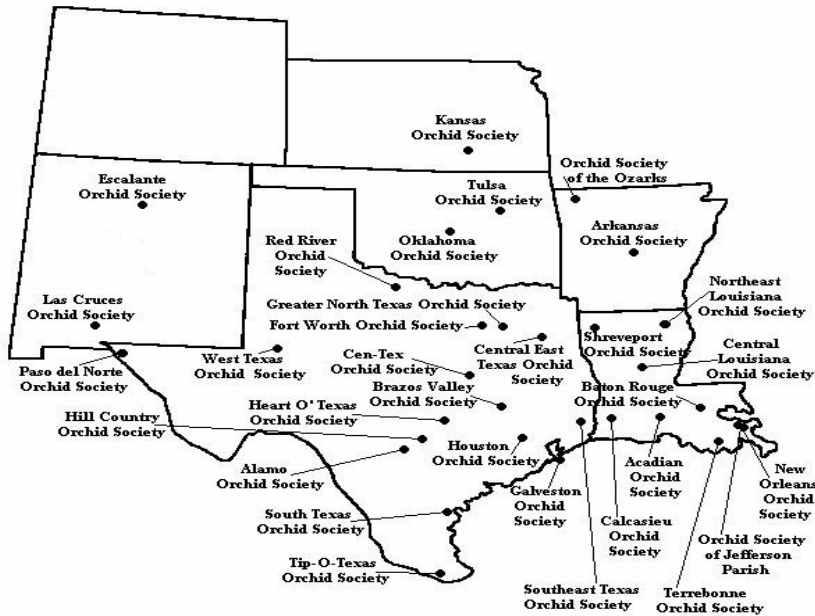 Kansas
Orchid Society
Escalante
Orchid Society
Tulsa
Orchid Society
Orchid Society
of the Ozarks
Oklahoma
Orchid Society
Arkansas
Orchid Society
Red River
Orchid
Society
Las Cruces
Orchid Society
Greater North Texas Orchid Society
Fort Worth Orchid Society
Northeast
Louisiana
Orchid Society
Shreveport
Orchid Society
Central East
Texas Orchid
Society
Paso del Norte
Orchid Society
West Texas
Orchid Society
Cen-Tex
Orchid Society
Central
Louisiana
Orchid Society
Brazos Valley
Orchid Society
Baton Rouge
Orchid Society
Hill Country
Orchid Society
Heart O' Texas
Orchid Society
Houston
Orchid Society
Alamo
Orchid Society
Galveston
Orchid
Society
Acadian
Orchid
Society
New
Orleans
Orchid
Society
South Texas
Orchid Society
Calcasieu
Orchid
Society
Orchid Society
of Jefferson
Parish
Tip-O-Texas
Orchid Society
Southeast Texas
Orchid Society
Terrebonne
Orchid Society